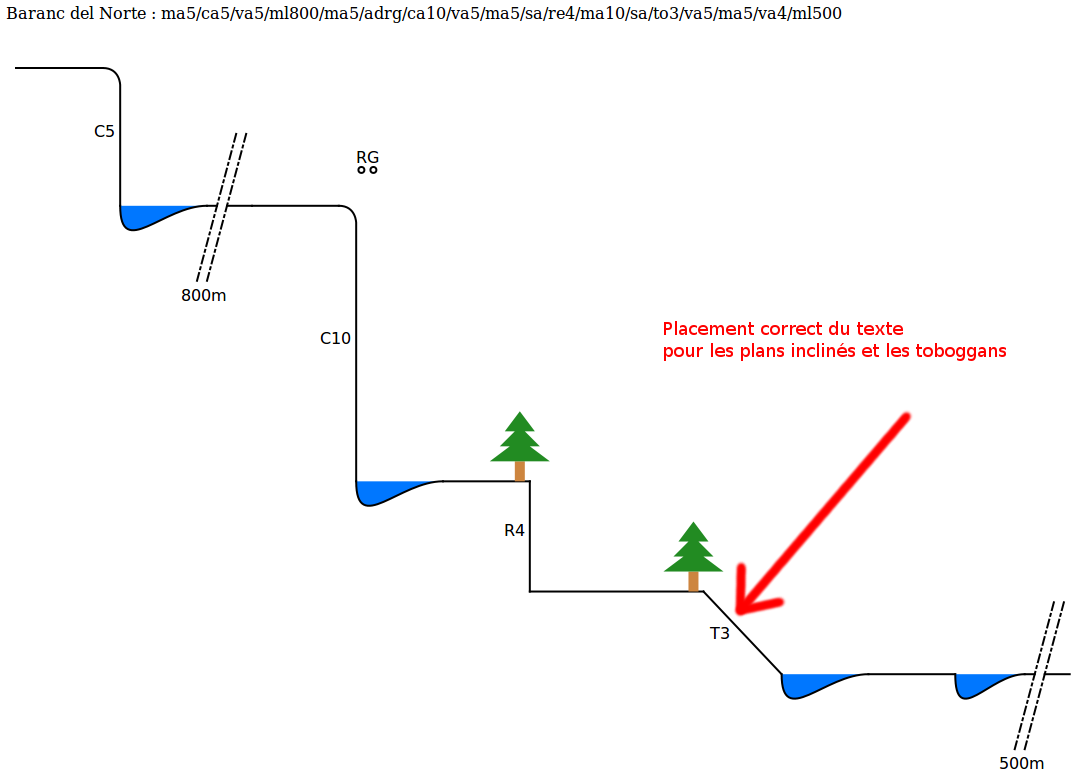 Baranc del Norte : ma5/ca5/va5/ml800/ma5/adrg/ca10/va5/ma5/sa/re4/ma10/sa/to3/va5/ma5/va4/ml500
C5
RG
800m
C10
Placement correct du texte
pour les plans inclinés et les toboggans
R4
T3
500m